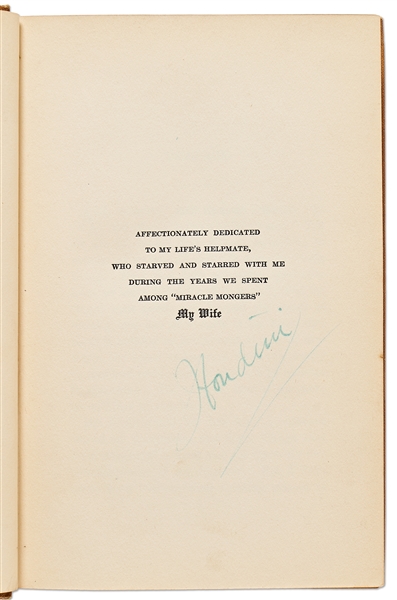 AFFECTIONATELY DEDICATED
TO MY LIFE'S HELPMATE,
WHO STARVED AND STARRED WITH ME
DURING THE YEARS WE SPENT
AMONG "MIRACLE MONGERS"
My Wife
Houdini